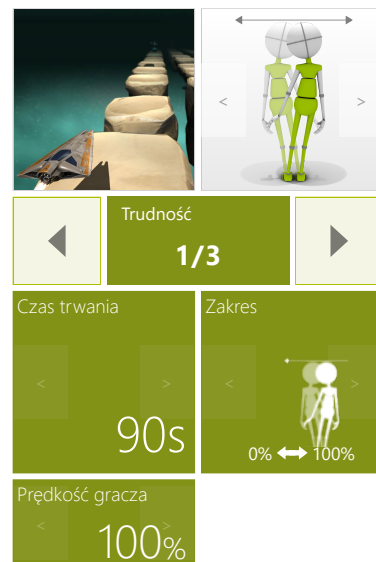 Trudność
1/3
Czas trwania
90s
Zakres
0% 100%
Prędkość gracza
100%